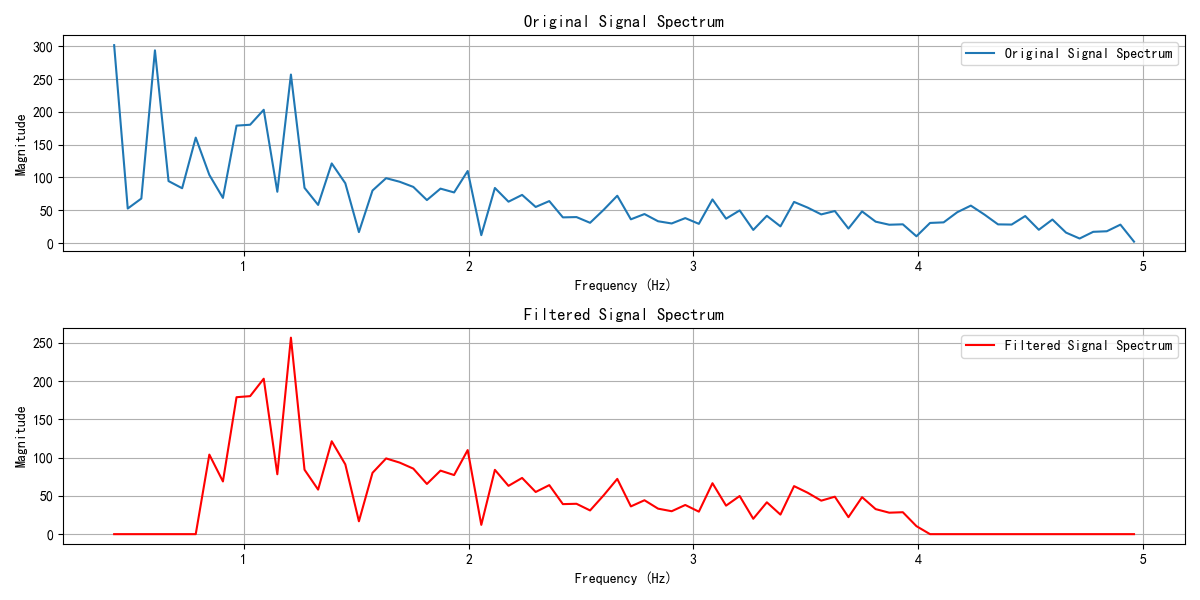 Original Signal Spectrum
Original Signal Spectrum
Magnitude
300
250
200
150
100
50
0
1
2
3
4
5
Frequency (Hz)
Filtered Signal Spectrum
Filtered Signal Spectrum
Magnitude
250
200
150
100
50
0
1
2
3
4
5
Frequency (Hz)